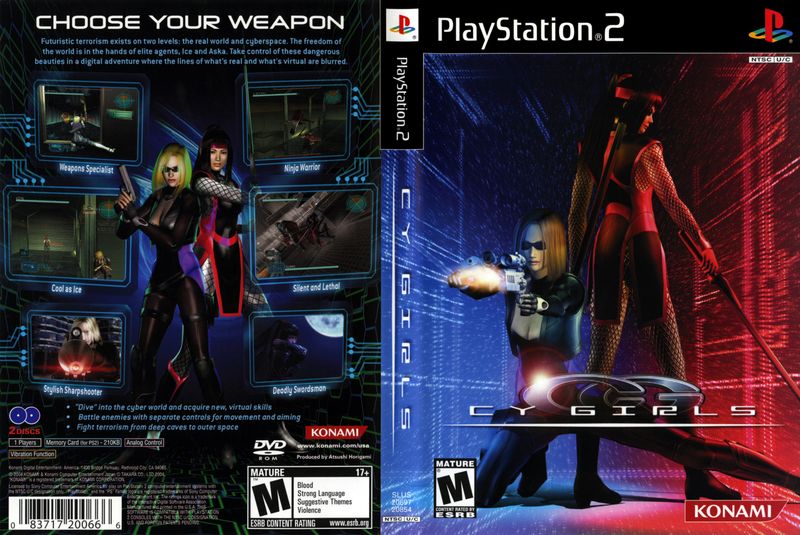 CHOOSE YOUR WEAPON
Futuristic terrorism exists on two levels: the real world and cyberspace. The freedom of
the world is in the hands of elite agents, Ice and Aska. Take control of these dangerous
beauties in a digital adventure where the lines of what's real and what's virtual are blurred.
Weapons Specialist
Ninja Warrior
Cool as Ice
Silent and Lethal
Stylish Sharpshooter
Deadly Swordsman
• "Dive" into the cyber world and acquire new, virtual skills
• Battle enemies with separate controls for movement and aiming
• Fight terrorism from deep caves to outer space
2 DISCS
1 Players
Memory Card (for PS2) - 210KB
Analog Control
Vibration Function
DVD
ROM
KONAMI
www.konami.com/usa
Produced by Atsushi Horigami
MATURE 17+
M
Blood
Strong Language
Suggestive Themes
Violence
ESRB CONTENT RATING www.esrb.org
0 83717 20066 6
PlayStation 2
CY GIRLS
SLUS
20697
20854
NTSC U/C
PlayStation®2
NTSC U/C
CY GIRLS
MATURE
M
CONTENT RATED BY
ESRB
KONAMI